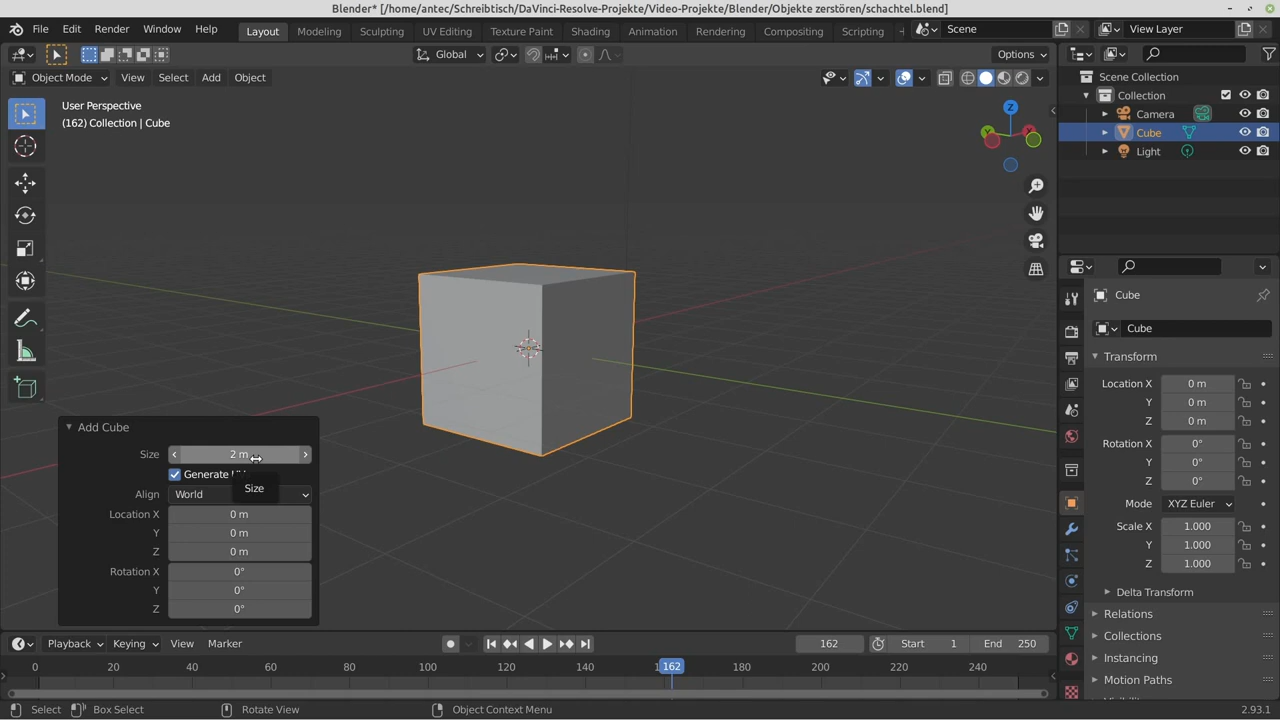 Blender* [/home/antec/Schreibtisch/DaVinci-Resolve-Projekte/Video-Projekte/Blender/Objekte zerstören/schachtel.blend]
File Edit Render Window Help Layout Modeling Sculpting UV Editing Texture Paint Shading Animation Rendering Compositing Scripting Scene View Layer
Global Options
Object Mode View Select Add Object
User Perspective
(162) Collection | Cube
Z
Y
X
Scene Collection
Collection
Camera
Cube
Light
Cube
Cube
Transform
Location X 0 m
Y 0 m
Z 0 m
Rotation X 0°
Y 0°
Z 0°
Mode XYZ Euler
Scale X 1.000
Y 1.000
Z 1.000
Delta Transform
Relations
Collections
Instancing
Motion Paths
Add Cube
Size 2 m
Generate
Size
Align World
Location X 0 m
Y 0 m
Z 0 m
Rotation X 0°
Y 0°
Z 0°
Playback Keying View Marker 162 Start 1 End 250
0 20 40 60 80 100 120 140 162 180 200 220 240
Select Box Select Rotate View Object Context Menu 2.93.1